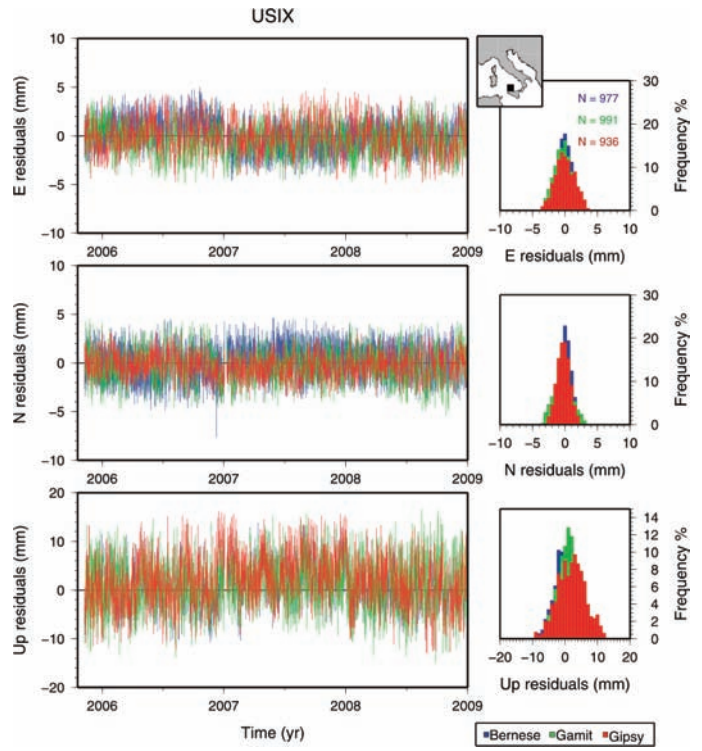 USIX
E residuals (mm)
10
5
0
−5
−10
2006 2007 2008 2009
N = 977
N = 991
N = 936
30
20
10
0
Frequency %
−10 −5 0 5 10
E residuals (mm)
N residuals (mm)
10
5
0
−5
−10
2006 2007 2008 2009
30
20
10
0
Frequency %
−10 −5 0 5 10
N residuals (mm)
Up residuals (mm)
20
10
0
−10
−20
2006 2007 2008 2009
Time (yr)
14
12
10
8
6
4
2
0
Frequency %
−20 −10 0 10 20
Up residuals (mm)
Bernese Gamit Gipsy